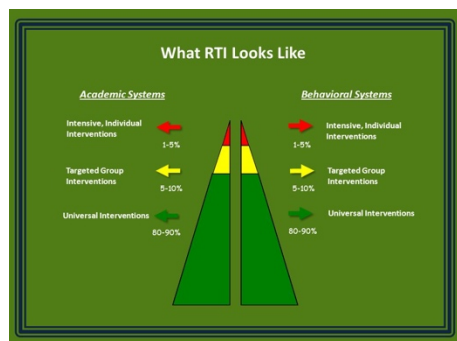 What RTI Looks Like
Academic Systems
Behavioral Systems
Intensive, Individual
Interventions
1-5%
Intensive, Individual
Interventions
1-5%
Targeted Group
Interventions
5-10%
Targeted Group
Interventions
5-10%
Universal Interventions
80-90%
Universal Interventions
80-90%